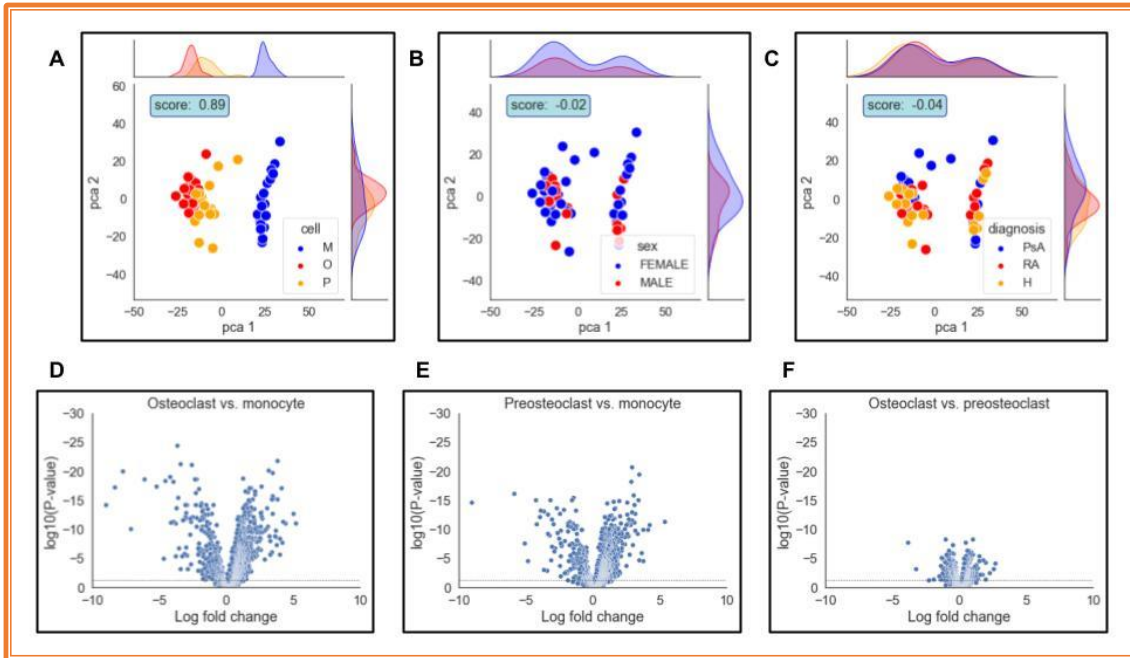 A
B
C
score: 0.89
score: -0.02
score: -0.04
60
40
20
0
−20
−40
pca 2
40
20
0
−20
−40
pca 2
40
20
0
−20
−40
pca 2
cell
M
O
P
sex
FEMALE
MALE
diagnosis
PsA
RA
H
−50 −25 0 25 50
pca 1
−50 −25 0 25 50
pca 1
−50 −25 0 25 50
pca 1
D
E
F
Osteoclast vs. monocyte
Preosteoclast vs. monocyte
Osteoclast vs. preosteoclast
−30
−25
−20
−15
−10
−5
0
log10(P-value)
−10 −5 0 5 10
Log fold change
−30
−25
−20
−15
−10
−5
0
log10(P-value)
−10 −5 0 5 10
Log fold change
−30
−25
−20
−15
−10
−5
0
log10(P-value)
−10 −5 0 5 10
Log fold change